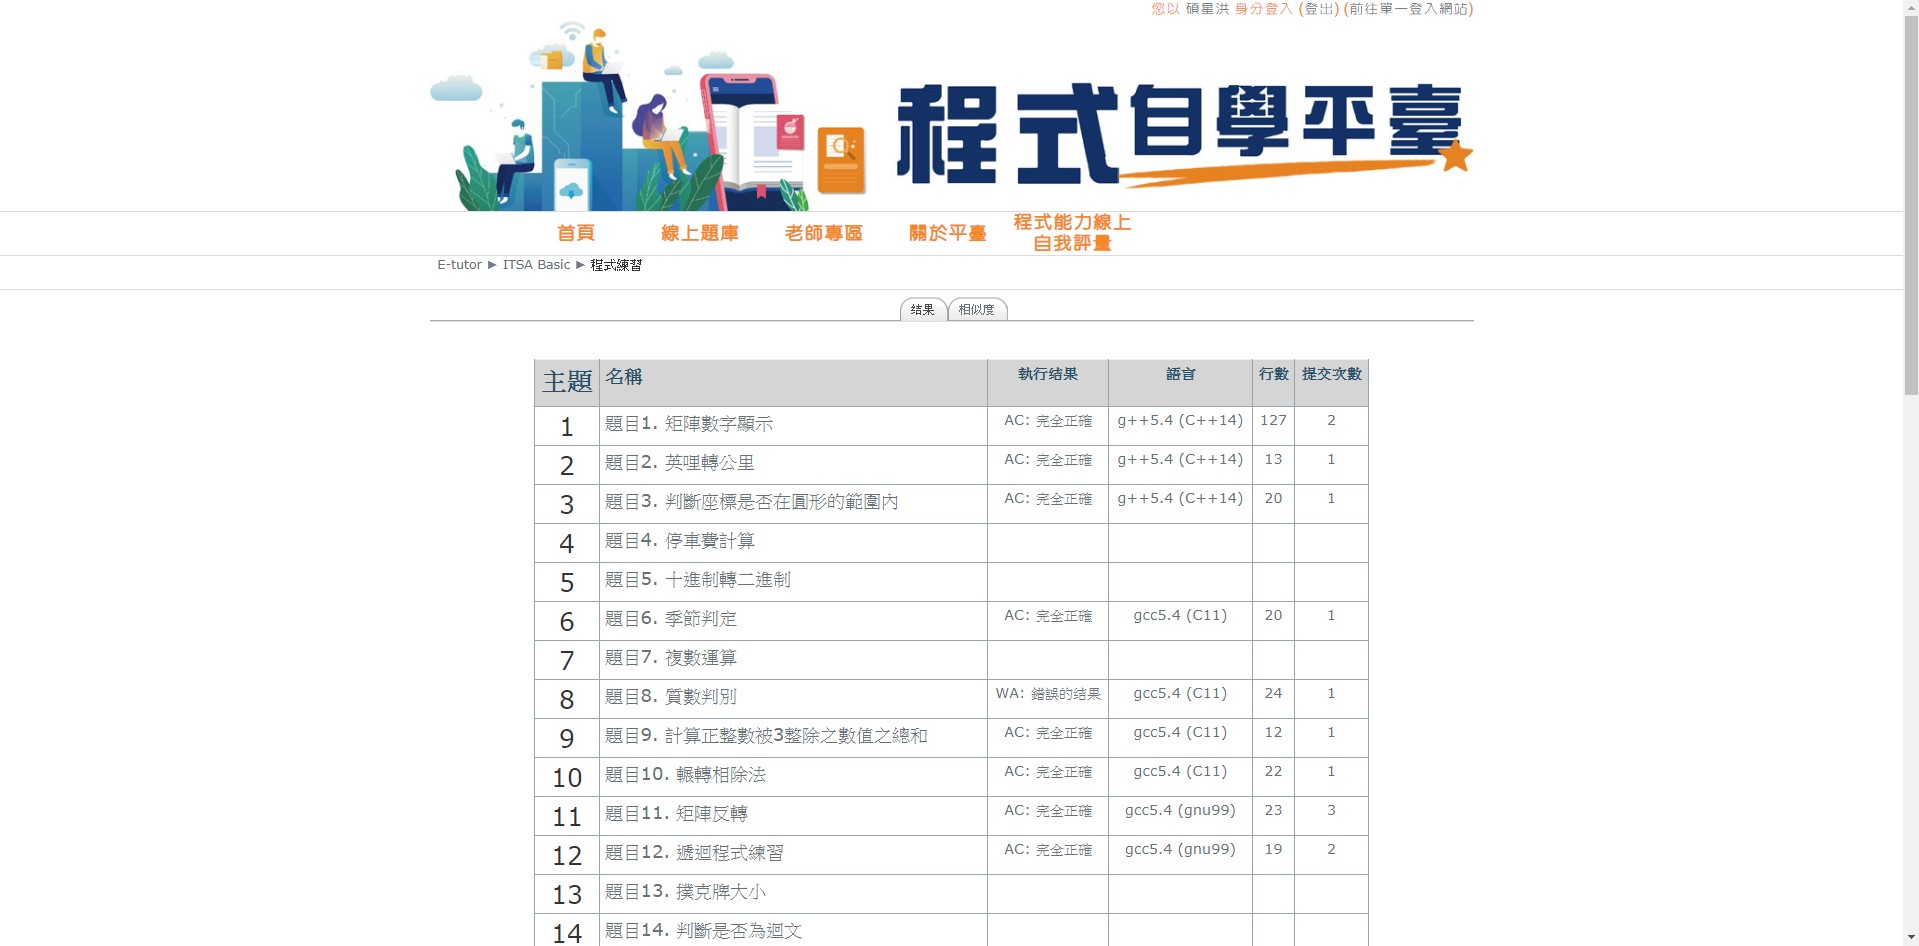 您以 碩星洪 身分登入 (登出) (前往單一登入網站)
程式自學平臺
首頁 線上題庫 老師專區 關於平臺 程式能力線上
自我評量
E-tutor ► ITSA Basic ► 程式練習
结果 相似度
主題 名稱 執行结果 語言 行數 提交次數
1 題目1. 矩陣數字顯示 AC: 完全正確 g++5.4 (C++14) 127 2
2 題目2. 英哩轉公里 AC: 完全正確 g++5.4 (C++14) 13 1
3 題目3. 判斷座標是否在圓形的範圍內 AC: 完全正確 g++5.4 (C++14) 20 1
4 題目4. 停車費計算
5 題目5. 十進制轉二進制
6 題目6. 季節判定 AC: 完全正確 gcc5.4 (C11) 20 1
7 題目7. 複數運算
8 題目8. 質數判別 WA: 錯誤的结果 gcc5.4 (C11) 24 1
9 題目9. 計算正整數被3整除之數值之總和 AC: 完全正確 gcc5.4 (C11) 12 1
10 題目10. 輾轉相除法 AC: 完全正確 gcc5.4 (C11) 22 1
11 題目11. 矩陣反轉 AC: 完全正確 gcc5.4 (gnu99) 23 3
12 題目12. 遞迴程式練習 AC: 完全正確 gcc5.4 (gnu99) 19 2
13 題目13. 撲克牌大小
14 題目14. 判斷是否為迴文